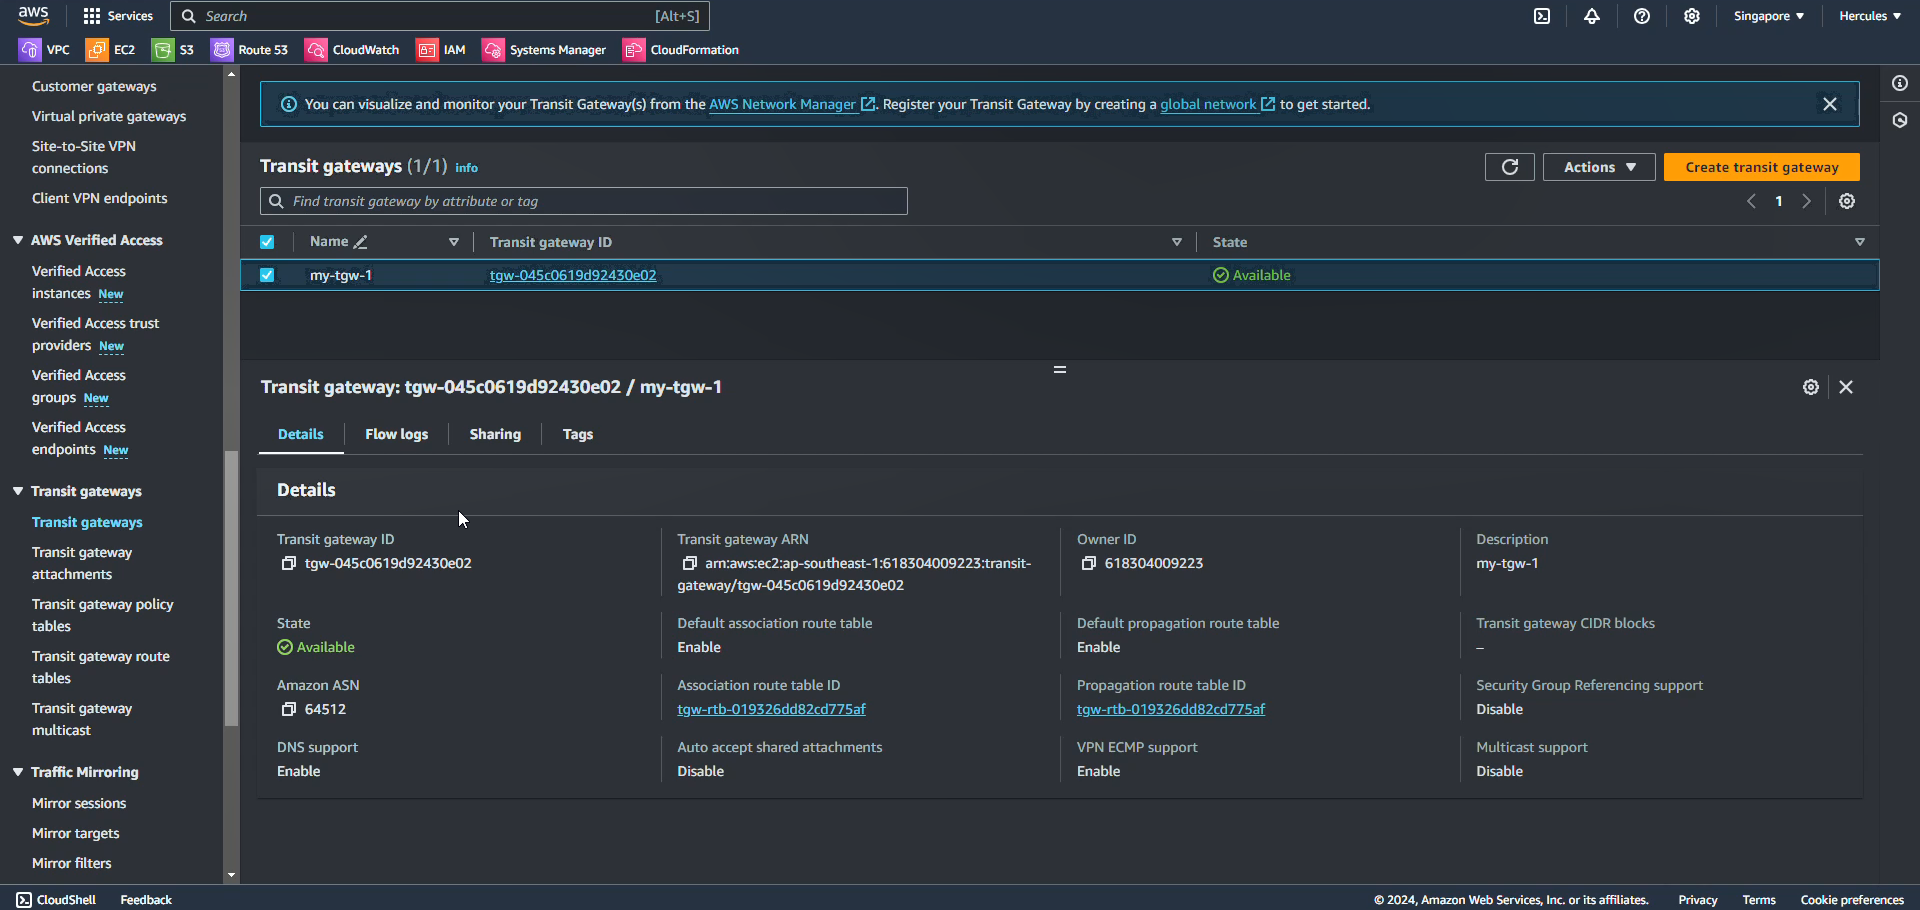 aws Services Search [Alt+S] Singapore ▼ Hercules ▼
VPC EC2 S3 Route 53 CloudWatch IAM Systems Manager CloudFormation
Customer gateways
Virtual private gateways
Site-to-Site VPN
connections
Client VPN endpoints
▼ AWS Verified Access
Verified Access
instances New
Verified Access trust
providers New
Verified Access
groups New
Verified Access
endpoints New
▼ Transit gateways
Transit gateways
Transit gateway
attachments
Transit gateway policy
tables
Transit gateway route
tables
Transit gateway
multicast
▼ Traffic Mirroring
Mirror sessions
Mirror targets
Mirror filters
You can visualize and monitor your Transit Gateway(s) from the AWS Network Manager. Register your Transit Gateway by creating a global network to get started.
Transit gateways (1/1) info
Actions ▼ Create transit gateway
Find transit gateway by attribute or tag
1
Name Transit gateway ID State
my-tgw-1 tgw-045c0619d92430e02 Available
Transit gateway: tgw-045c0619d92430e02 / my-tgw-1
Details Flow logs Sharing Tags
Details
Transit gateway ID
tgw-045c0619d92430e02
Transit gateway ARN
arn:aws:ec2:ap-southeast-1:618304009223:transit-
gateway/tgw-045c0619d92430e02
Owner ID
618304009223
Description
my-tgw-1
State
Available
Default association route table
Enable
Default propagation route table
Enable
Transit gateway CIDR blocks
–
Amazon ASN
64512
Association route table ID
tgw-rtb-019326dd82cd775af
Propagation route table ID
tgw-rtb-019326dd82cd775af
Security Group Referencing support
Disable
DNS support
Enable
Auto accept shared attachments
Disable
VPN ECMP support
Enable
Multicast support
Disable
CloudShell Feedback © 2024, Amazon Web Services, Inc. or its affiliates. Privacy Terms Cookie preferences